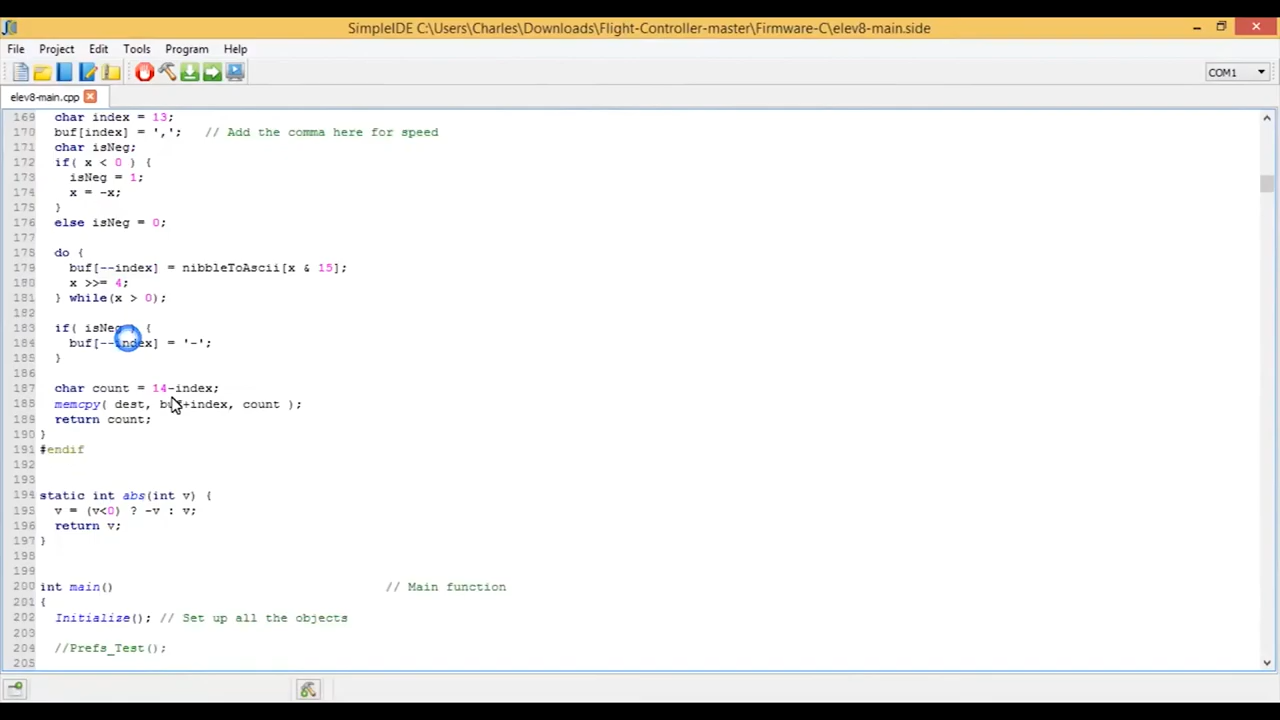 SimpleIDE C:\Users\Charles\Downloads\Flight-Controller-master\Firmware-C\elev8-main.side
File Project Edit Tools Program Help
COM1
elev8-main.cpp
169 char index = 13;
170 buf[index] = ','; // Add the comma here for speed
171 char isNeg;
172 if( x < 0 ) {
173 isNeg = 1;
174 x = -x;
175 }
176 else isNeg = 0;
177
178 do {
179 buf[--index] = nibbleToAscii[x & 15];
180 x >>= 4;
181 } while(x > 0);
182
183 if( isNeg ) {
184 buf[--index] = '-';
185 }
186
187 char count = 14-index;
188 memcpy( dest, buf+index, count );
189 return count;
190 }
191 #endif
192
193
194 static int abs(int v) {
195 v = (v<0) ? -v : v;
196 return v;
197 }
198
199
200 int main() // Main function
201 {
202 Initialize(); // Set up all the objects
203
204 //Prefs_Test();
205